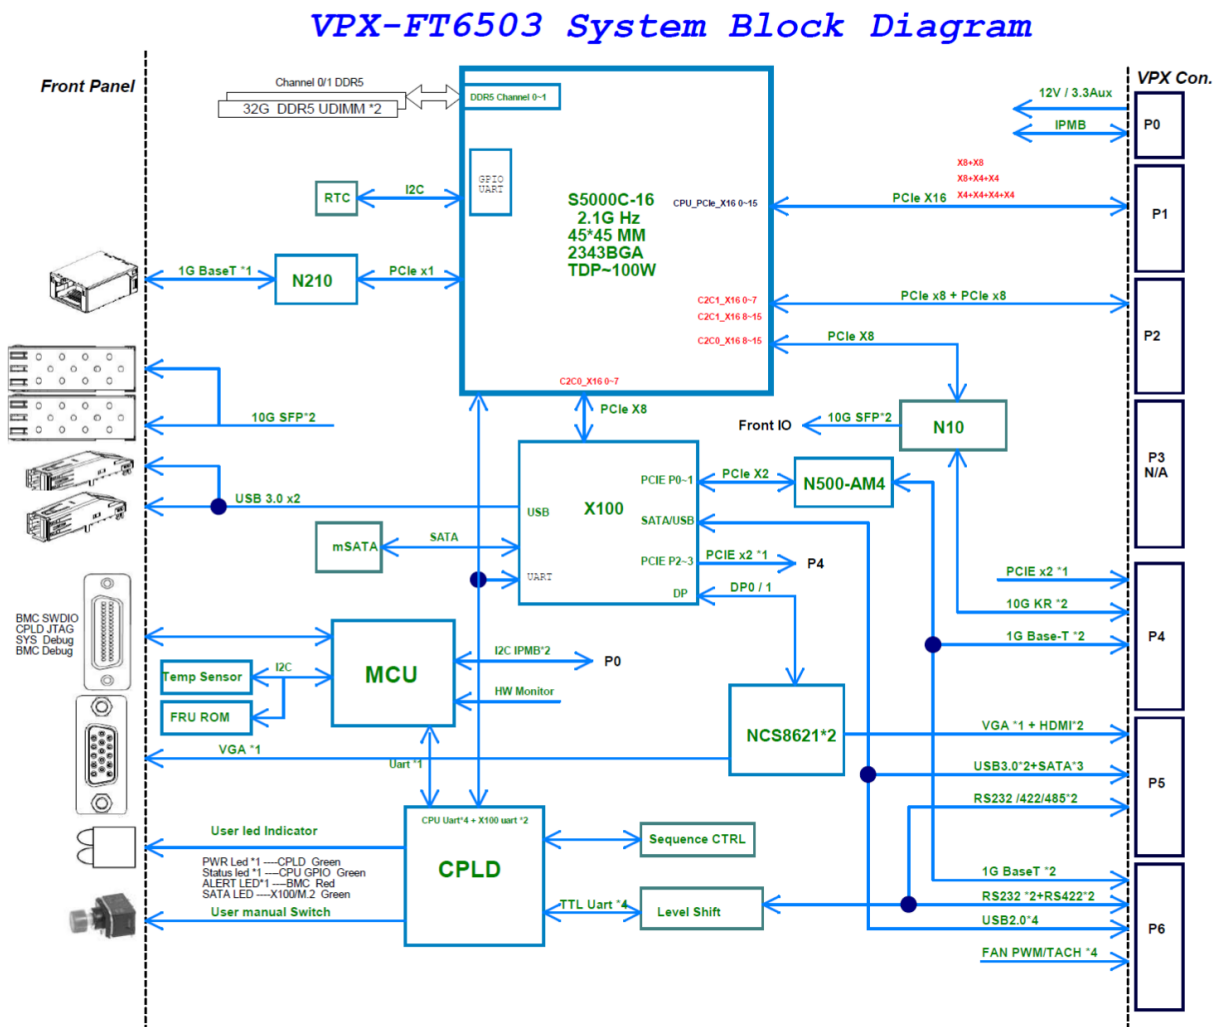 VPX-FT6503 System Block Diagram
Front Panel
VPX Con.
Channel 0/1 DDR5
32G DDR5 UDIMM *2
DDR5 Channel 0~1
12V / 3.3Aux
IPMB
P0
GPIO
UART
RTC
I2C
S5000C-16
2.1G Hz
45*45 MM
2343BGA
TDP~100W
CPU_PCIe_X16 0~15
PCIe X16
X8+X8
X8+X4+X4
X4+X4+X4+X4
P1
1G BaseT *1
N210
PCIe x1
C2C1_X16 0~7
C2C1_X16 8~15
C2C0_X16 8~15
PCIe x8 + PCIe x8
PCIe X8
P2
C2C0_X16 0~7
PCIe X8
10G SFP*2
Front IO
10G SFP*2
N10
P3
N/A
USB 3.0 x2
USB
X100
PCIE P0~1
PCIe X2
N500-AM4
SATA/USB
mSATA
SATA
UART
PCIE P2~3
PCIE x2 *1
P4
DP
DP0 / 1
PCIE x2 *1
10G KR *2
1G Base-T *2
P4
BMC SWDIO
CPLD JTAG
SYS Debug
BMC Debug
MCU
I2C IPMB*2
P0
HW Monitor
Temp Sensor
I2C
FRU ROM
VGA *1
Uart *1
NCS8621*2
VGA *1 + HDMI*2
USB3.0*2+SATA*3
RS232 /422/485*2
P5
CPU Uart*4 + X100 uart *2
CPLD
User led Indicator
PWR Led *1 ----CPLD Green
Status led *1 ----CPU GPIO Green
ALERT LED*1 ----BMC Red
SATA LED ----X100/M.2 Green
User manual Switch
Sequence CTRL
TTL Uart *4
Level Shift
1G BaseT *2
RS232 *2+RS422*2
USB2.0*4
FAN PWM/TACH *4
P6